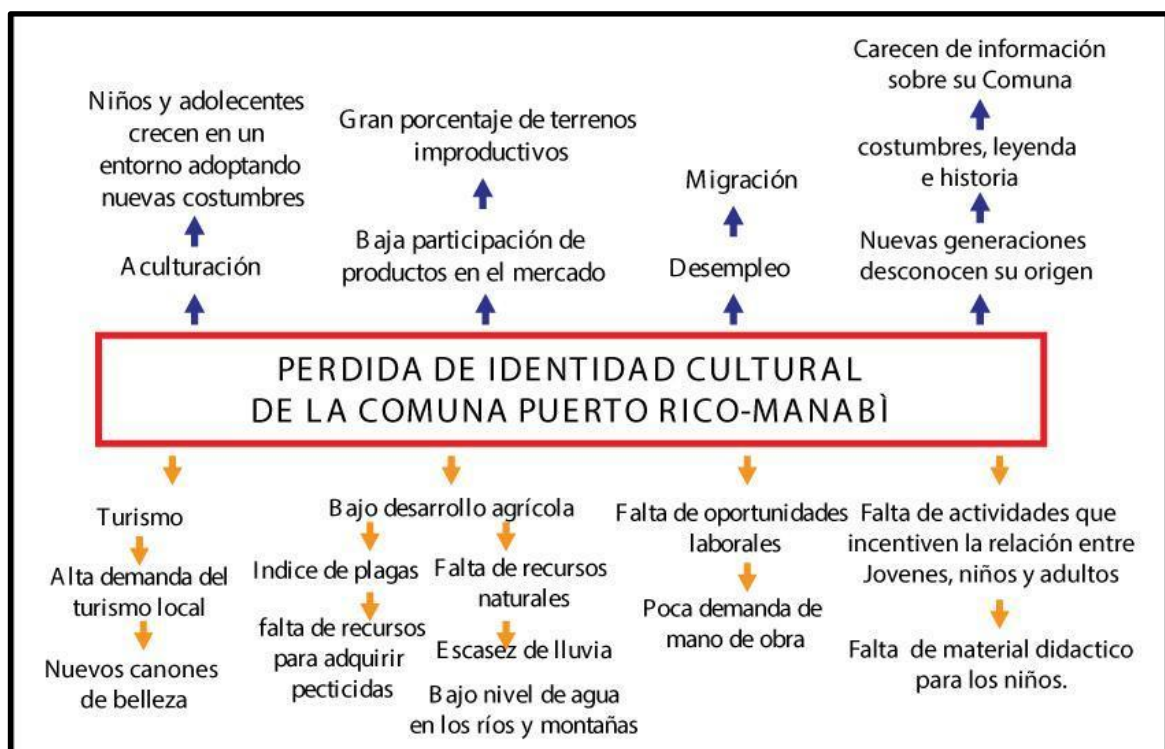 Niños y adolecentes
crecen en un
entorno adoptando
nuevas costumbres
Aculturación
Gran porcentaje de terrenos
improductivos
Baja participación de
productos en el mercado
Migración
Desempleo
Carecen de información
sobre su Comuna
costumbres, leyenda
e historia
Nuevas generaciones
desconocen su origen
PERDIDA DE IDENTIDAD CULTURAL
DE LA COMUNA PUERTO RICO-MANABÌ
Turismo
Alta demanda del
turismo local
Nuevos canones
de belleza
Bajo desarrollo agrícola
Indice de plagas
falta de recursos
para adquirir
pecticidas
Falta de recursos
naturales
Escasez de lluvia
Bajo nivel de agua
en los ríos y montañas
Falta de oportunidades
laborales
Poca demanda de
mano de obra
Falta de actividades que
incentiven la relación entre
Jovenes, niños y adultos
Falta de material didactico
para los niños.